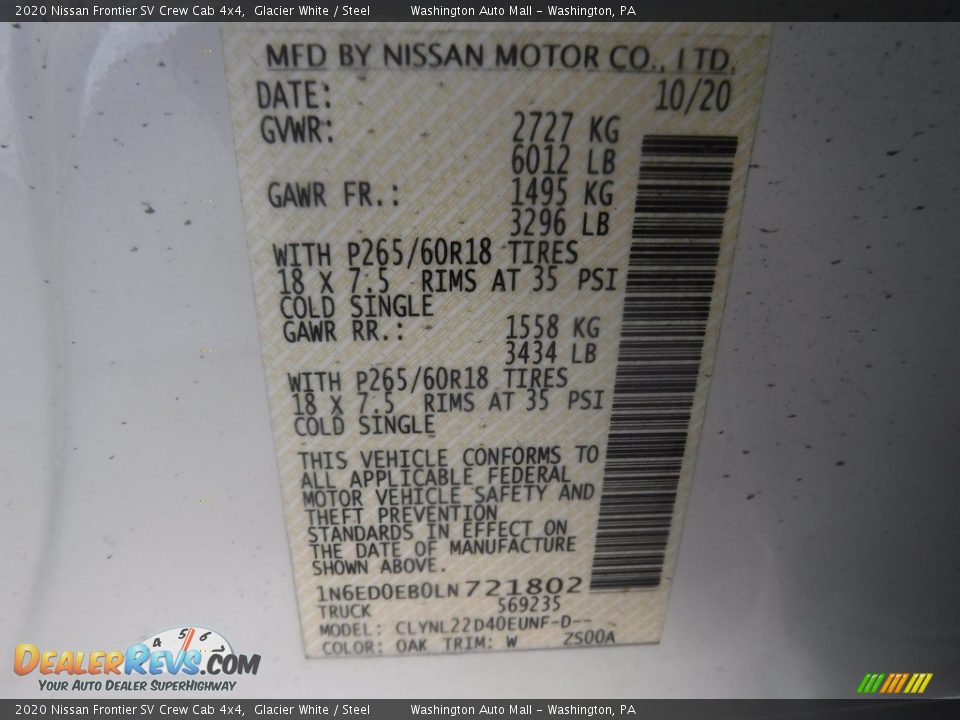 2020 Nissan Frontier SV Crew Cab 4x4,  Glacier White / Steel    Washington Auto Mall - Washington, PA
MFD BY NISSAN MOTOR CO., LTD.
DATE: 10/20
GVWR: 2727 KG
6012 LB
GAWR FR.: 1495 KG
3296 LB
WITH P265/60R18 TIRES
18 X 7.5 RIMS AT 35 PSI
COLD SINGLE
GAWR RR.: 1558 KG
3434 LB
WITH P265/60R18 TIRES
18 X 7.5 RIMS AT 35 PSI
COLD SINGLE
THIS VEHICLE CONFORMS TO
ALL APPLICABLE FEDERAL
MOTOR VEHICLE SAFETY AND
THEFT PREVENTION
STANDARDS IN EFFECT ON
THE DATE OF MANUFACTURE
SHOWN ABOVE.
1N6ED0EB0LN721802
TRUCK 569235
MODEL: CLYNL22D40EUNF-D--
COLOR: OAK TRIM: W ZS00A
4 5 6
DEALERREVS.COM
YOUR AUTO DEALER SUPERHIGHWAY
2020 Nissan Frontier SV Crew Cab 4x4,  Glacier White / Steel    Washington Auto Mall - Washington, PA